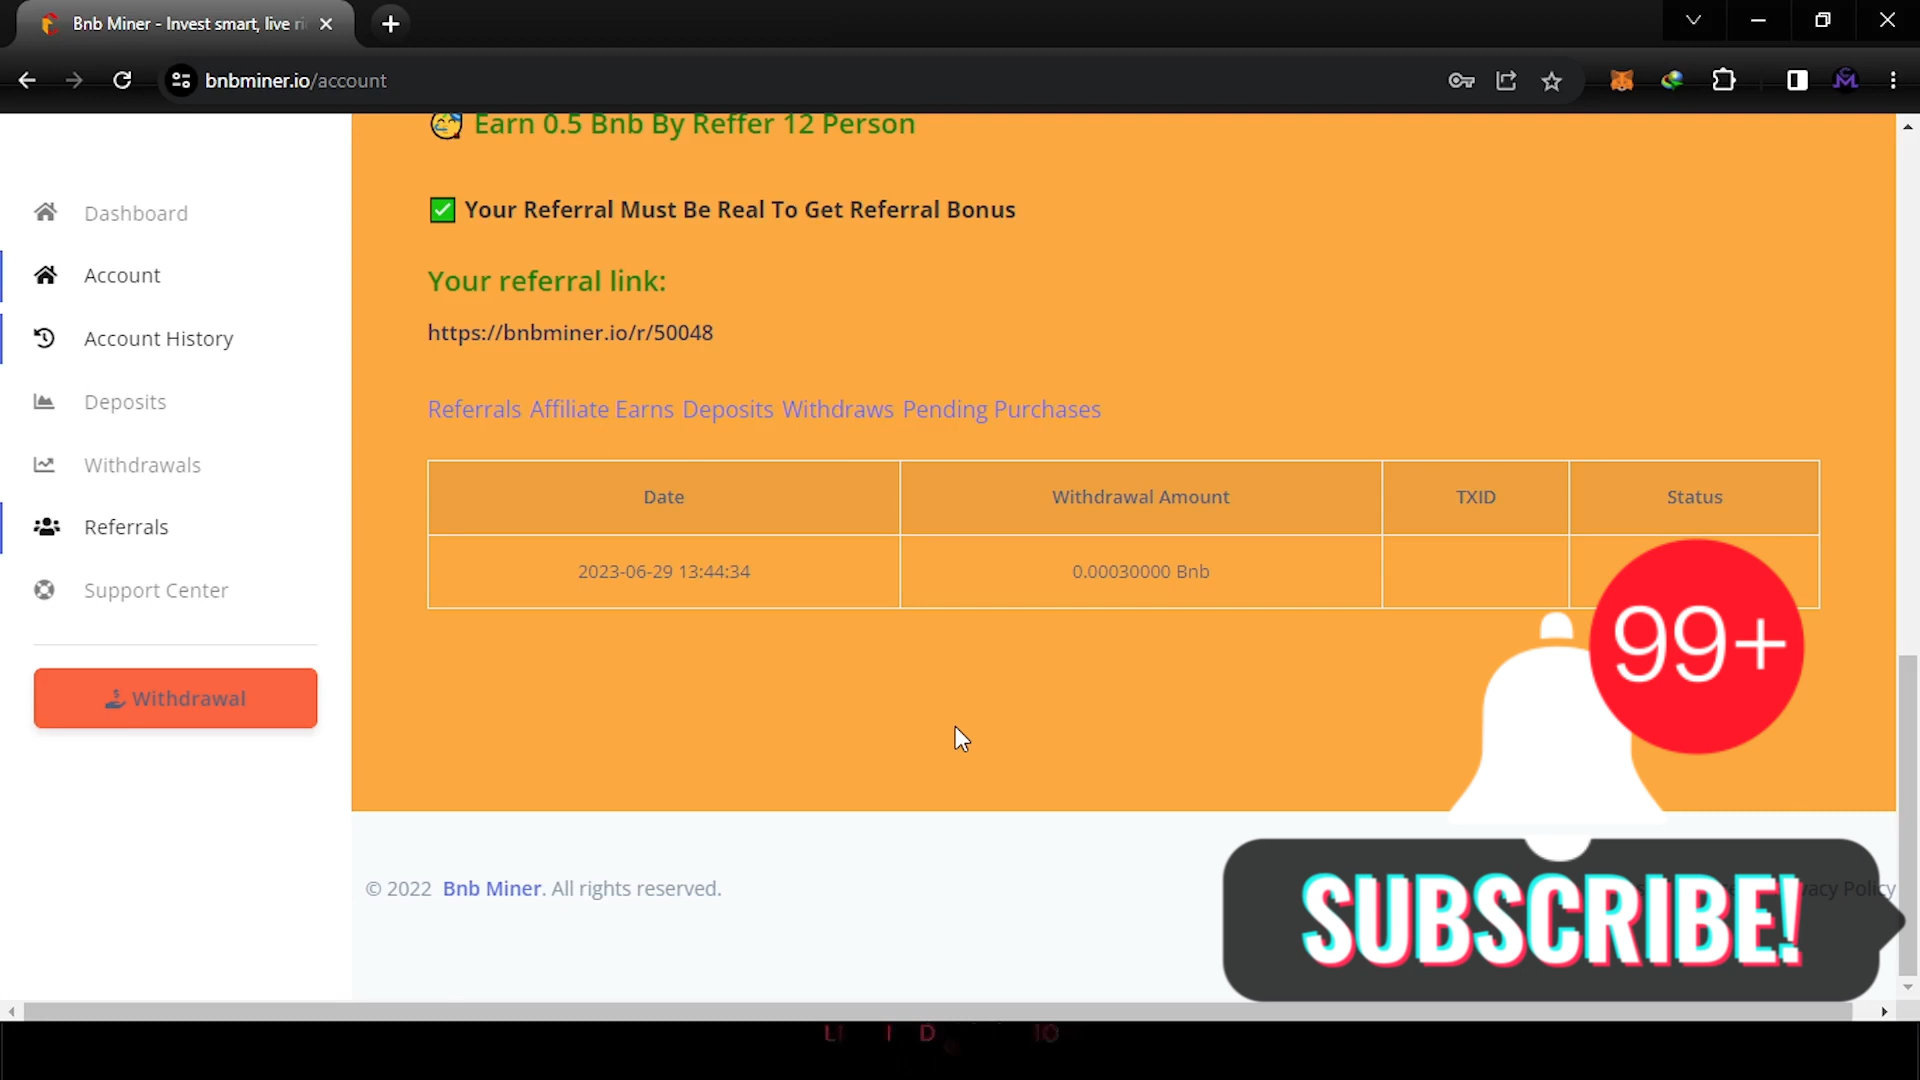 Bnb Miner - Invest smart, live ri
bnbminer.io/account
Earn 0.5 Bnb By Reffer 12 Person
Your Referral Must Be Real To Get Referral Bonus
Your referral link:
https://bnbminer.io/r/50048
Referrals Affiliate Earns Deposits Withdraws Pending Purchases
Date Withdrawal Amount TXID Status
2023-06-29 13:44:34 0.00030000 Bnb
Dashboard
Account
Account History
Deposits
Withdrawals
Referrals
Support Center
Withdrawal
99+
SUBSCRIBE!
© 2022 Bnb Miner. All rights reserved.
Policy